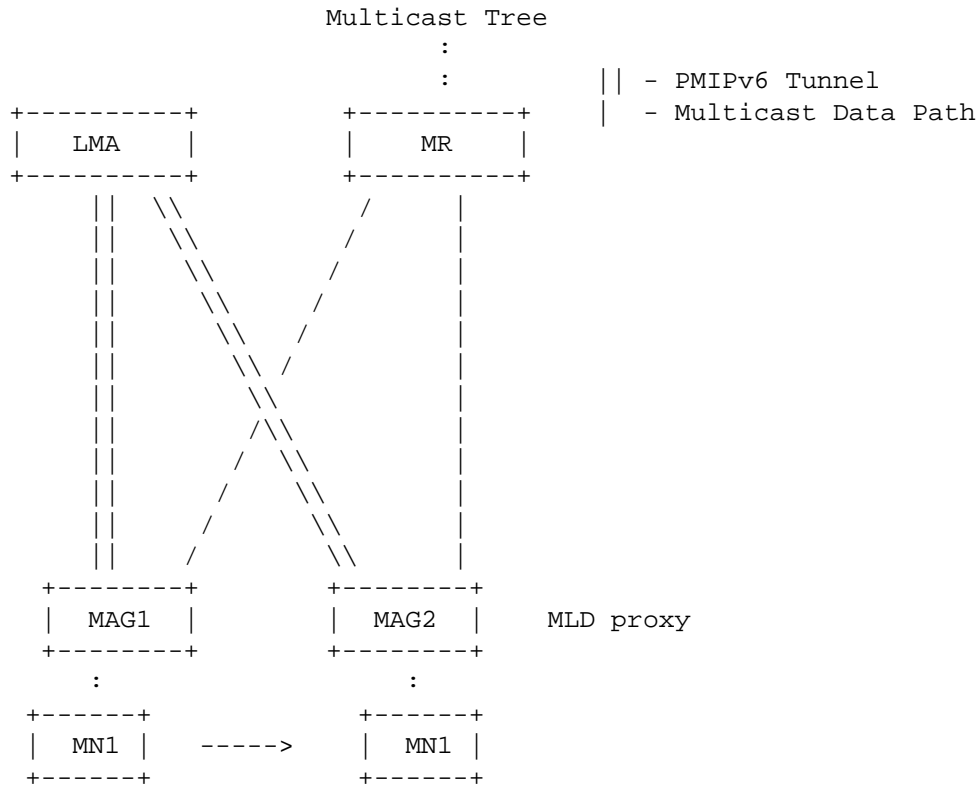 Multicast Tree
|| - PMIPv6 Tunnel
| - Multicast Data Path
LMA MR
MAG1 MAG2 MLD proxy
MN1 -----> MN1